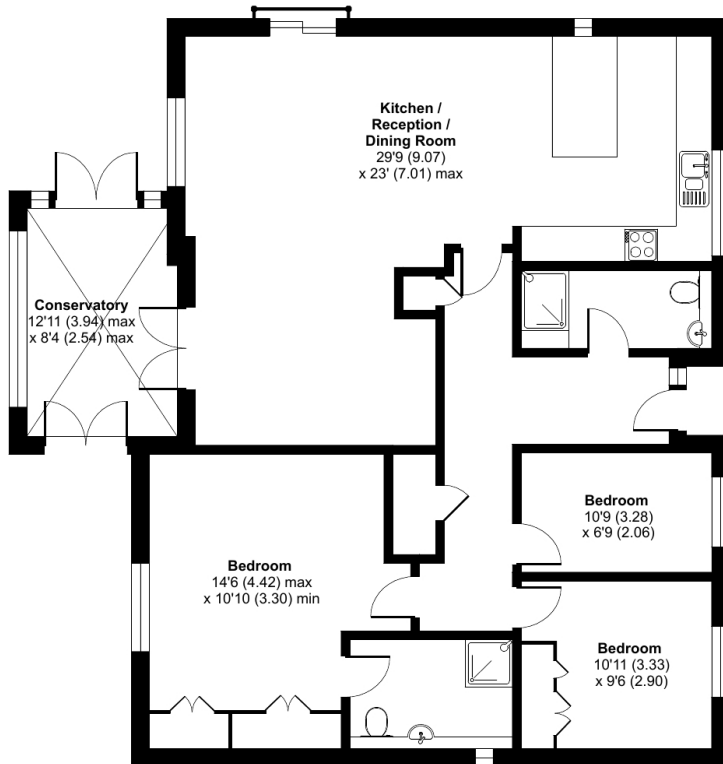 Kitchen /
Reception /
Dining Room
29'9 (9.07)
x 23' (7.01) max
Conservatory
12'11 (3.94) max
x 8'4 (2.54) max
Bedroom
10'9 (3.28)
x 6'9 (2.06)
Bedroom
14'6 (4.42) max
x 10'10 (3.30) min
Bedroom
10'11 (3.33)
x 9'6 (2.90)